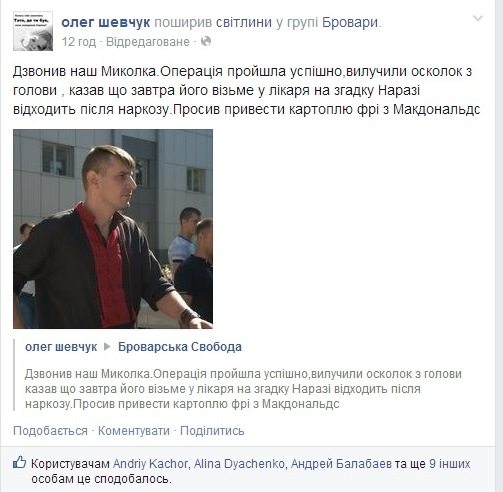 олег шевчук поширив світлини у групі Бровари.
12 год · Відредаговане ·
Дзвонив наш Миколка.Операція пройшла успішно,вилучили осколок з
голови , казав що завтра його візьме у лікаря на згадку Наразі
відходить після наркозу.Просив привести картоплю фрі з Макдональдс
олег шевчук ▶ Броварська Свобода
Дзвонив наш Миколка.Операція пройшла успішно,вилучили осколок з голови
казав що завтра його візьме у лікаря на згадку Наразі відходить після
наркозу.Просив привести картоплю фрі з Макдональдс
Подобається · Коментувати · Поділитись
Користувачам Andriy Kachor, Alina Dyachenko, Андрей Балабаев та ще 9 інших
особам це сподобалось.